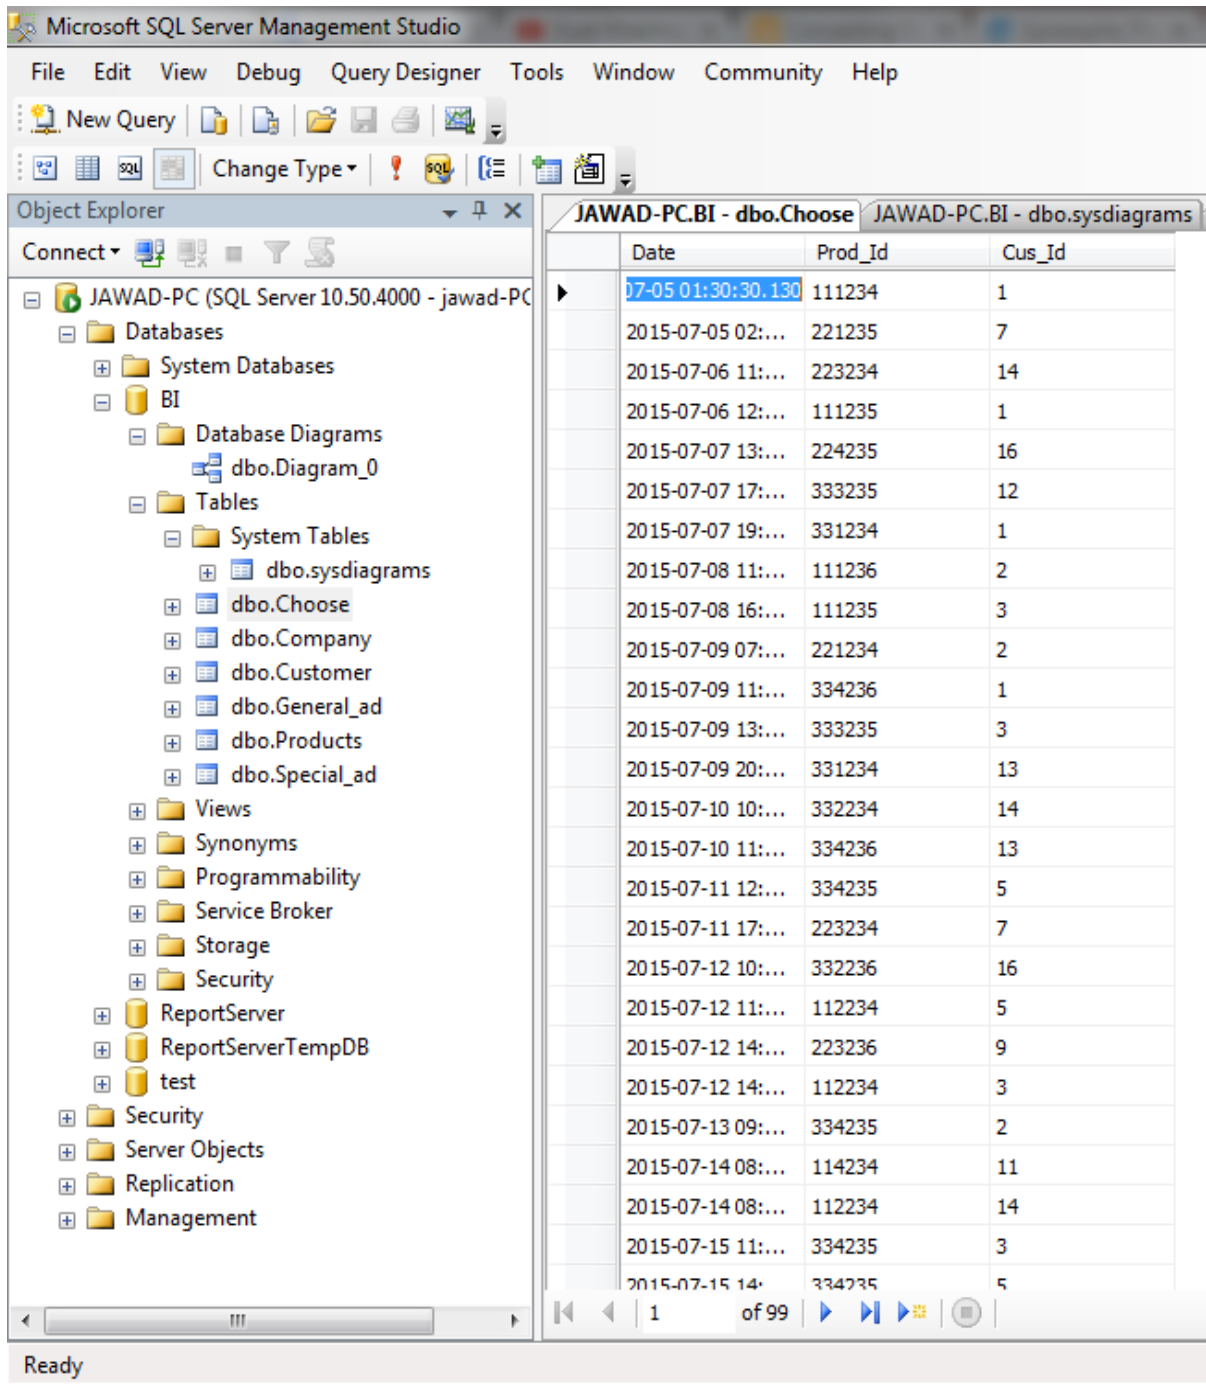 Microsoft SQL Server Management Studio
File Edit View Debug Query Designer Tools Window Community Help
New Query
SQL Change Type SQL
Object Explorer
Connect
JAWAD-PC (SQL Server 10.50.4000 - jawad-PC
Databases
System Databases
BI
Database Diagrams
dbo.Diagram_0
Tables
System Tables
dbo.sysdiagrams
dbo.Choose
dbo.Company
dbo.Customer
dbo.General_ad
dbo.Products
dbo.Special_ad
Views
Synonyms
Programmability
Service Broker
Storage
Security
ReportServer
ReportServerTempDB
test
Security
Server Objects
Replication
Management
JAWAD-PC.BI - dbo.Choose JAWAD-PC.BI - dbo.sysdiagrams
Date Prod_Id Cus_Id
07-05 01:30:30.130 111234 1
2015-07-05 02:... 221235 7
2015-07-06 11:... 223234 14
2015-07-06 12:... 111235 1
2015-07-07 13:... 224235 16
2015-07-07 17:... 333235 12
2015-07-07 19:... 331234 1
2015-07-08 11:... 111236 2
2015-07-08 16:... 111235 3
2015-07-09 07:... 221234 2
2015-07-09 11:... 334236 1
2015-07-09 13:... 333235 3
2015-07-09 20:... 331234 13
2015-07-10 10:... 332234 14
2015-07-10 11:... 334236 13
2015-07-11 12:... 334235 5
2015-07-11 17:... 223234 7
2015-07-12 10:... 332236 16
2015-07-12 11:... 112234 5
2015-07-12 14:... 223236 9
2015-07-12 14:... 112234 3
2015-07-13 09:... 334235 2
2015-07-14 08:... 114234 11
2015-07-14 08:... 112234 14
2015-07-15 11:... 334235 3
2015-07-15 14: 334235 5
1 of 99
Ready